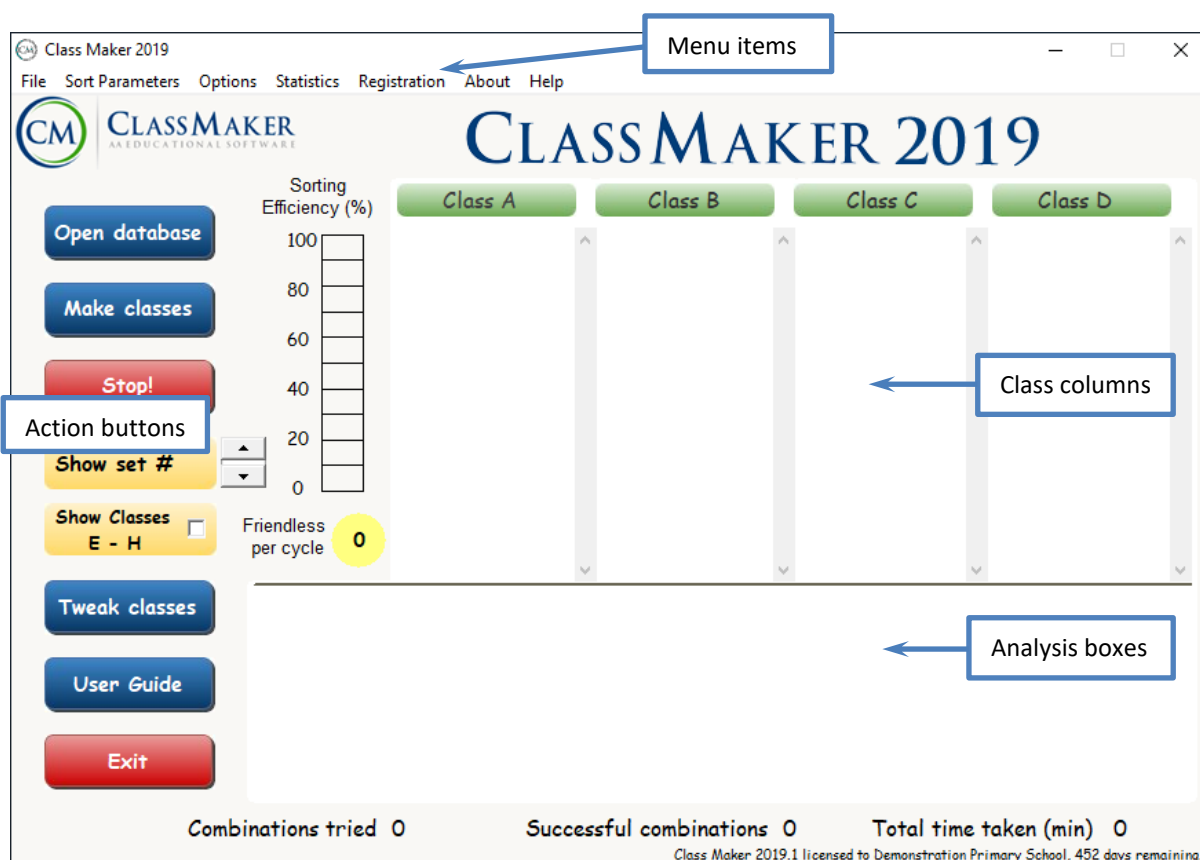 Menu items
Class Maker 2019
File Sort Parameters Options Statistics Registration About Help
CM CLASSMAKER
AA EDUCATIONAL SOFTWARE
CLASSMAKER 2019
Sorting
Efficiency (%)
Class A Class B Class C Class D
Open database
100
Make classes
80
60
Stop!
40
Class columns
Action buttons
20
Show set #
0
Show Classes
E - H
Friendless
per cycle 0
Tweak classes
Analysis boxes
User Guide
Exit
Combinations tried 0 Successful combinations 0 Total time taken (min) 0
Class Maker 2019.1 licensed to Demonstration Primary School. 452 days remaining